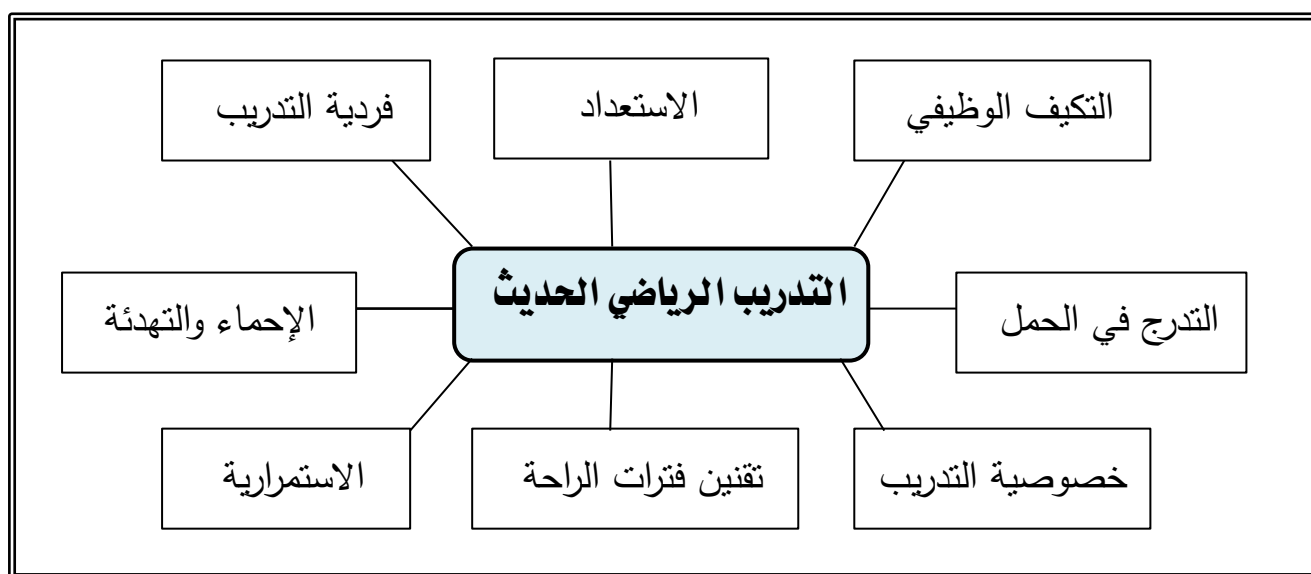 التكيف الوظيفي
الاستعداد
فردية التدريب
التدريب الرياضي الحديث
التدرج في الحمل
الإحماء والتهدئة
خصوصية التدريب
تقنين فترات الراحة
الاستمرارية